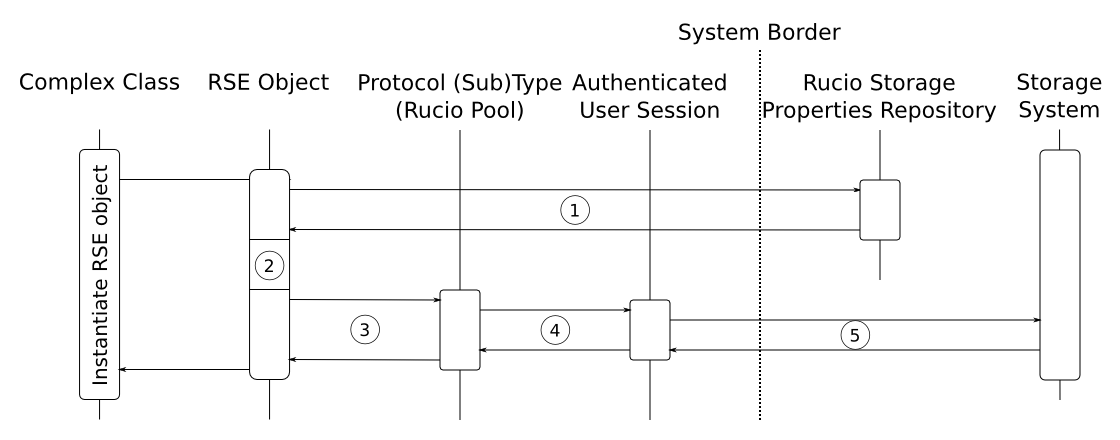 System Border
Complex Class
RSE Object
Protocol (Sub)Type
(Rucio Pool)
Authenticated
User Session
Rucio Storage
Properties Repository
Storage
System
Instantiate RSE object
1
2
3
4
5